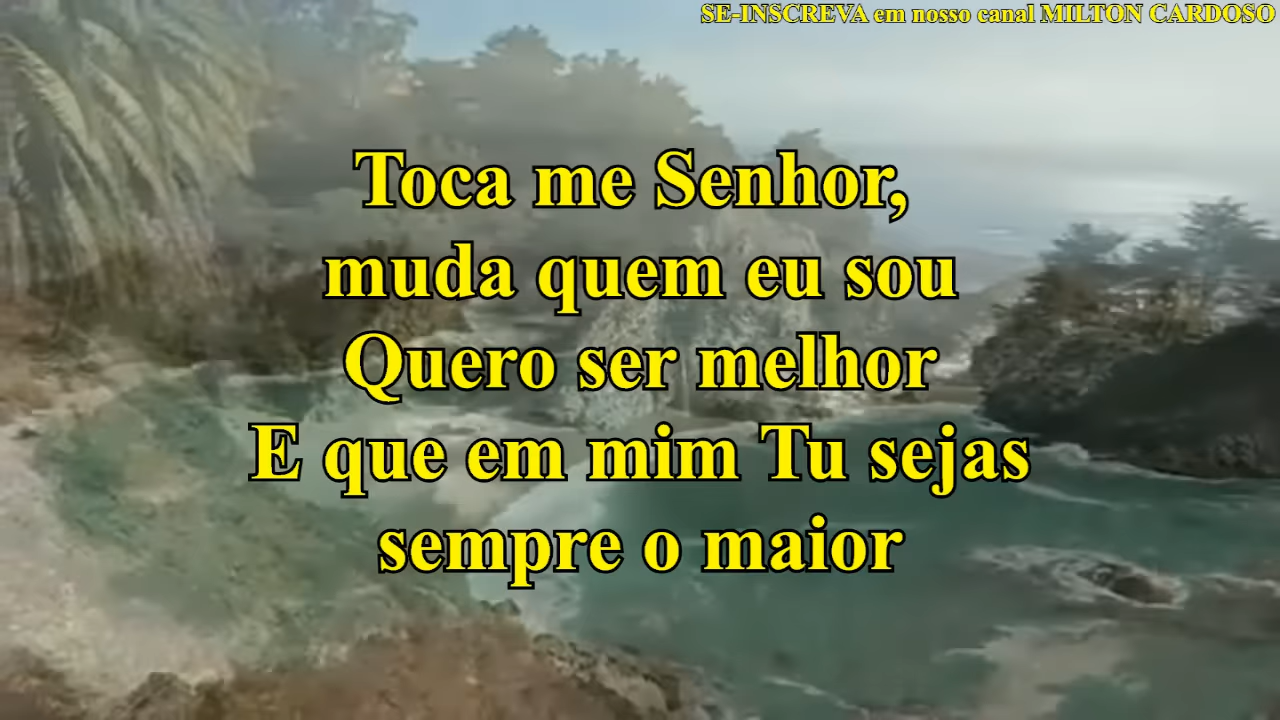 SE-INSCREVA em nosso canal MILTON CARDOSO
Toca me Senhor,
muda quem eu sou
Quero ser melhor
E que em mim Tu sejas
sempre o maior